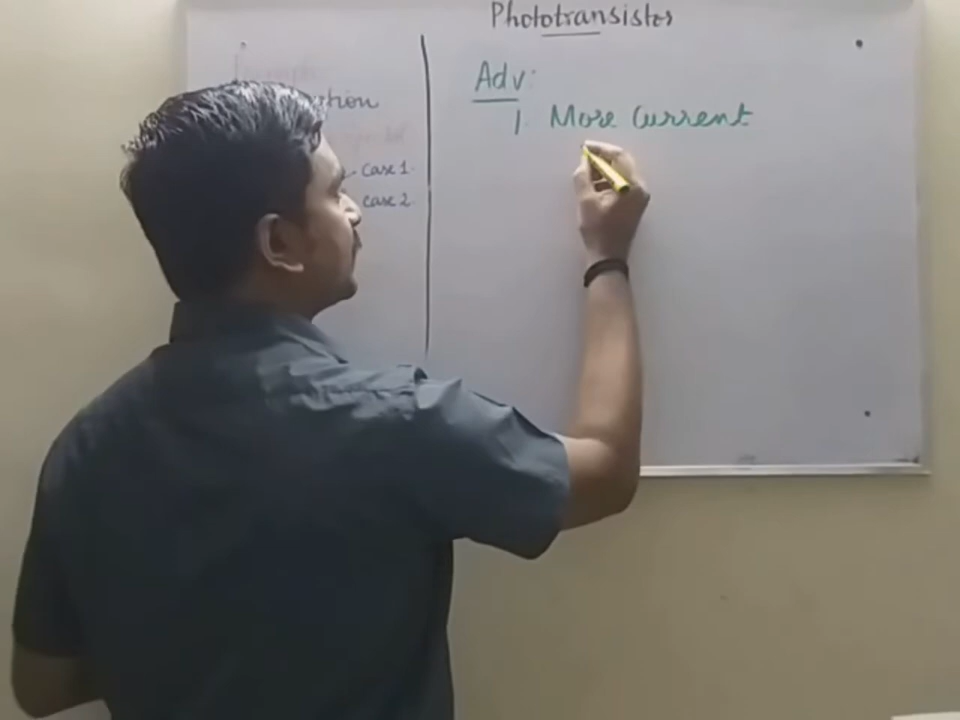 Phototransistor
case 1.
case 2.
Adv:
1. More Current